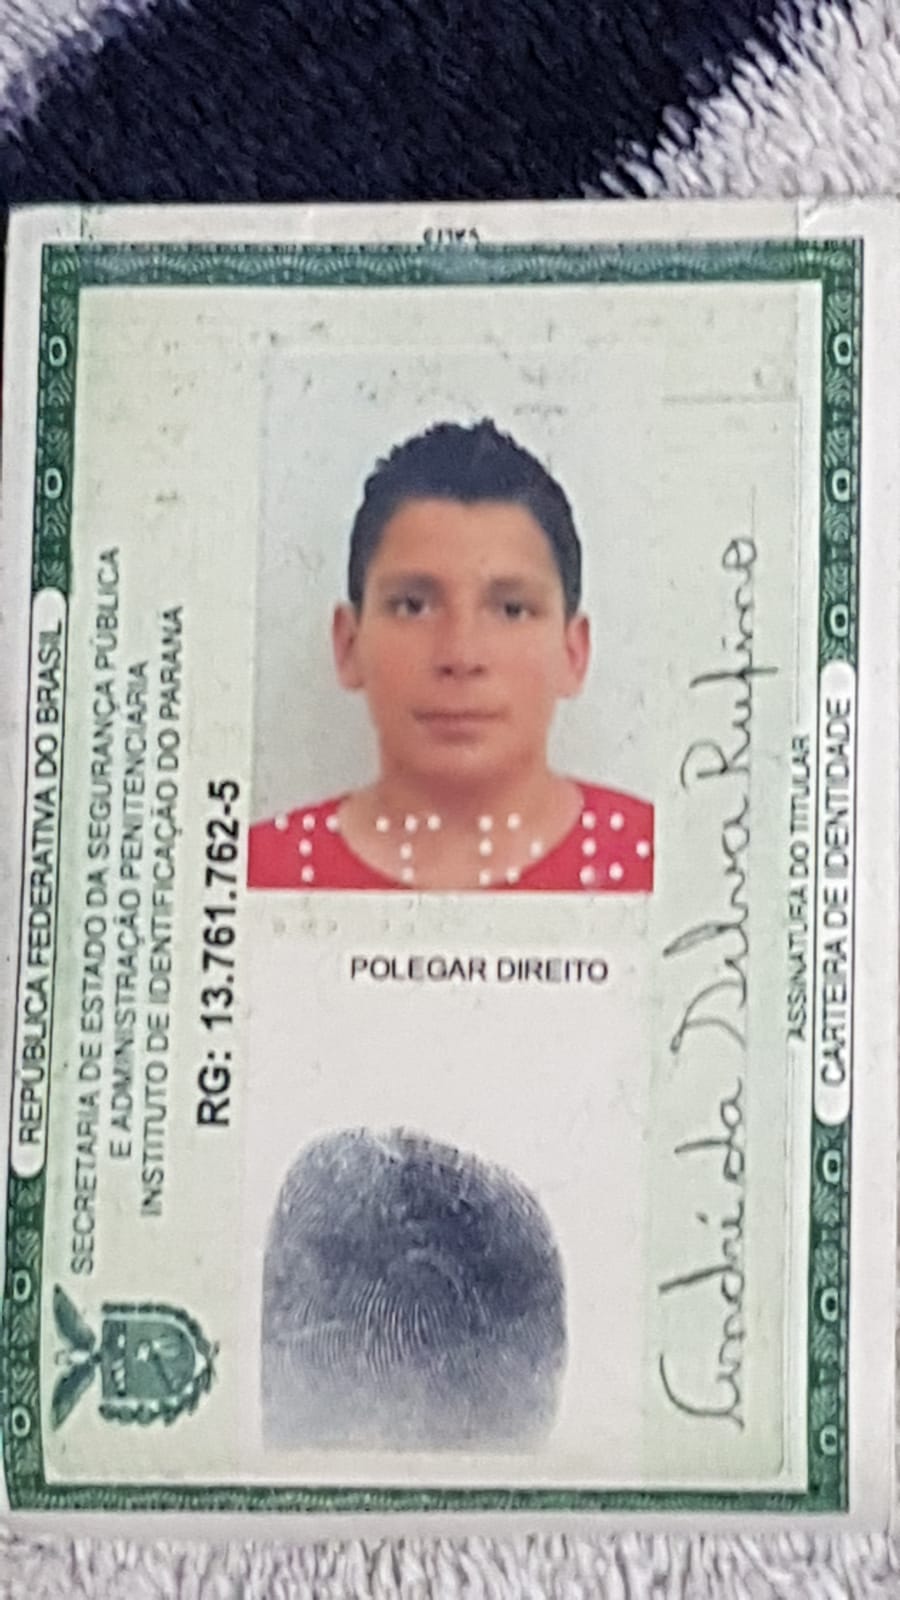 REPÚBLICA FEDERATIVA DO BRASIL
SECRETARIA DE ESTADO DA SEGURANÇA PÚBLICA
E ADMINISTRAÇÃO PENITENCIÁRIA
INSTITUTO DE IDENTIFICAÇÃO DO PARANÁ
RG: 13.761.762-5
POLEGAR DIREITO
André da Silva Rufino
ASSINATURA DO TITULAR
CARTEIRA DE IDENTIDADE